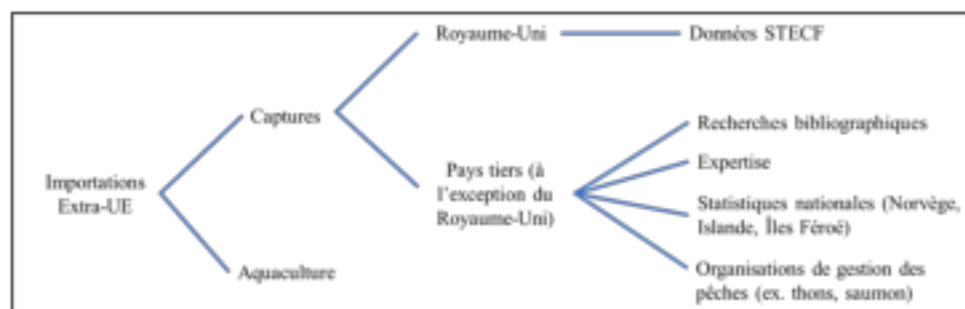 Royaume-Uni
Données STECF
Captures
Recherches bibliographiques
Expertise
Pays tiers (à
l'exception du
Royaume-Uni)
Importations
Extra-UE
Statistiques nationales (Norvège,
Islande, Îles Féroé)
Aquaculture
Organisations de gestion des
pêches (ex. thons, saumon)